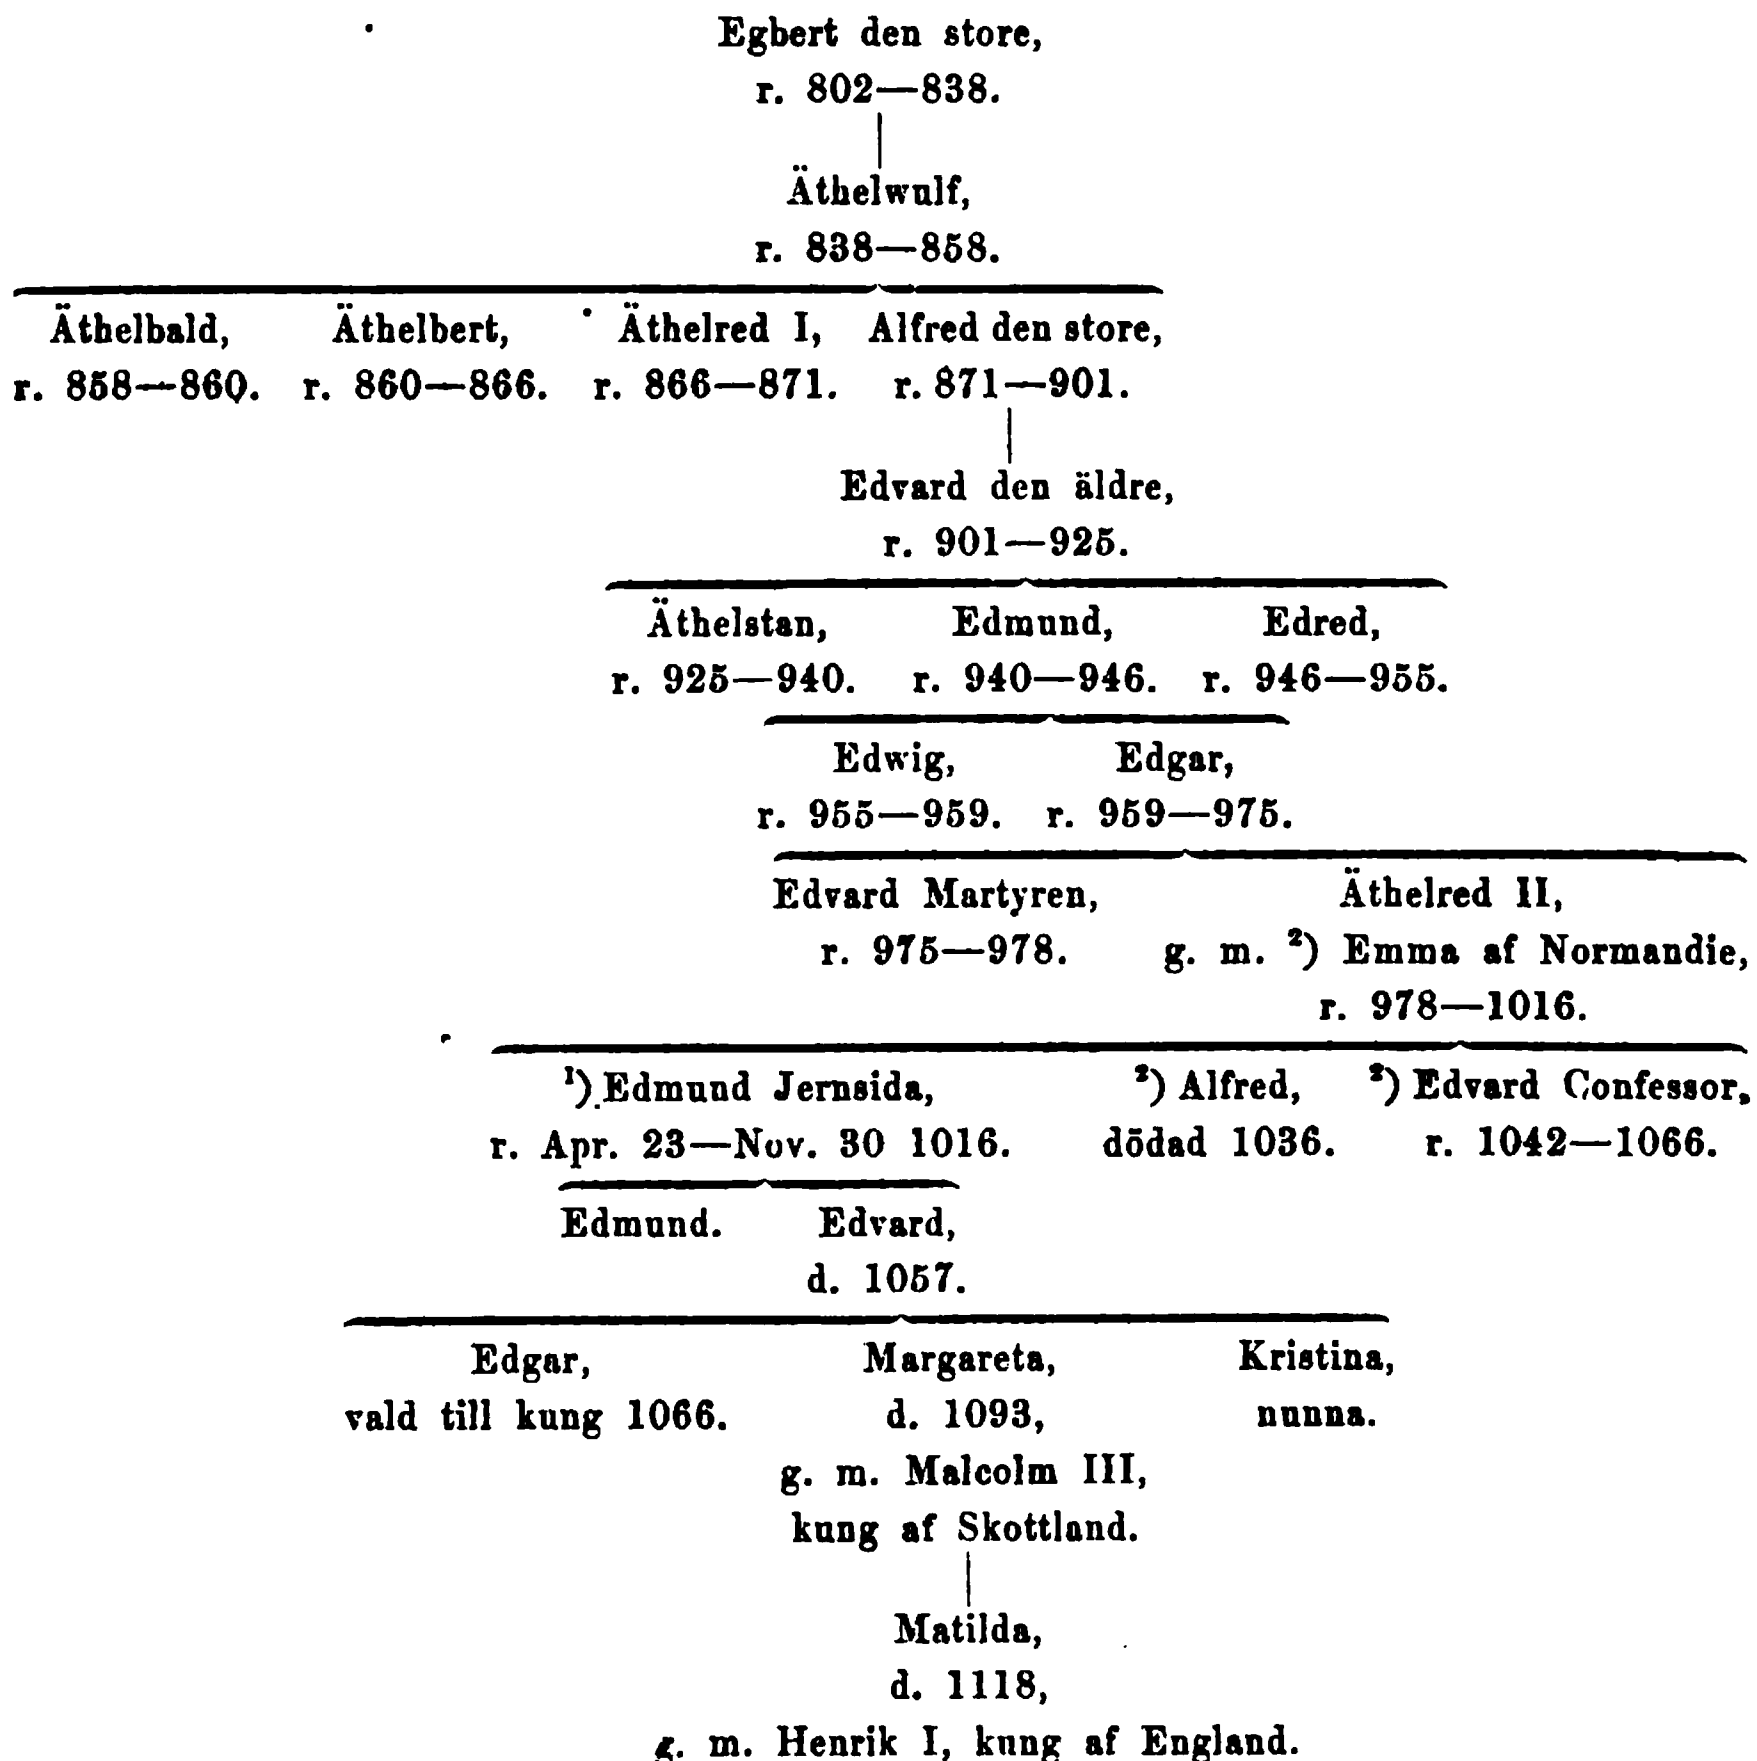 Egbert den store,
r. 802—838.
Äthelwulf,
r. 838—858.
Äthelbald, Äthelbert, Äthelred I, Alfred den store,
r. 858—860. r. 860—866. r. 866—871. r. 871—901.
Edvard den äldre,
r. 901—925.
Äthelstan, Edmund, Edred,
r. 925—940. r. 940—946. r. 946—955.
Edwig, Edgar,
r. 955—959. r. 959—975.
Edvard Martyren, Äthelred II,
r. 975—978. g. m. ²) Emma af Normandie,
r. 978—1016.
¹) Edmund Jernsida, ²) Alfred, ²) Edvard Confessor,
r. Apr. 23—Nov. 30 1016. dödad 1036. r. 1042—1066.
Edmund. Edvard,
d. 1057.
Edgar, Margareta, Kristina,
vald till kung 1066. d. 1093, nunna.
g. m. Malcolm III,
kung af Skottland.
Matilda,
d. 1118,
g. m. Henrik I, kung af England.